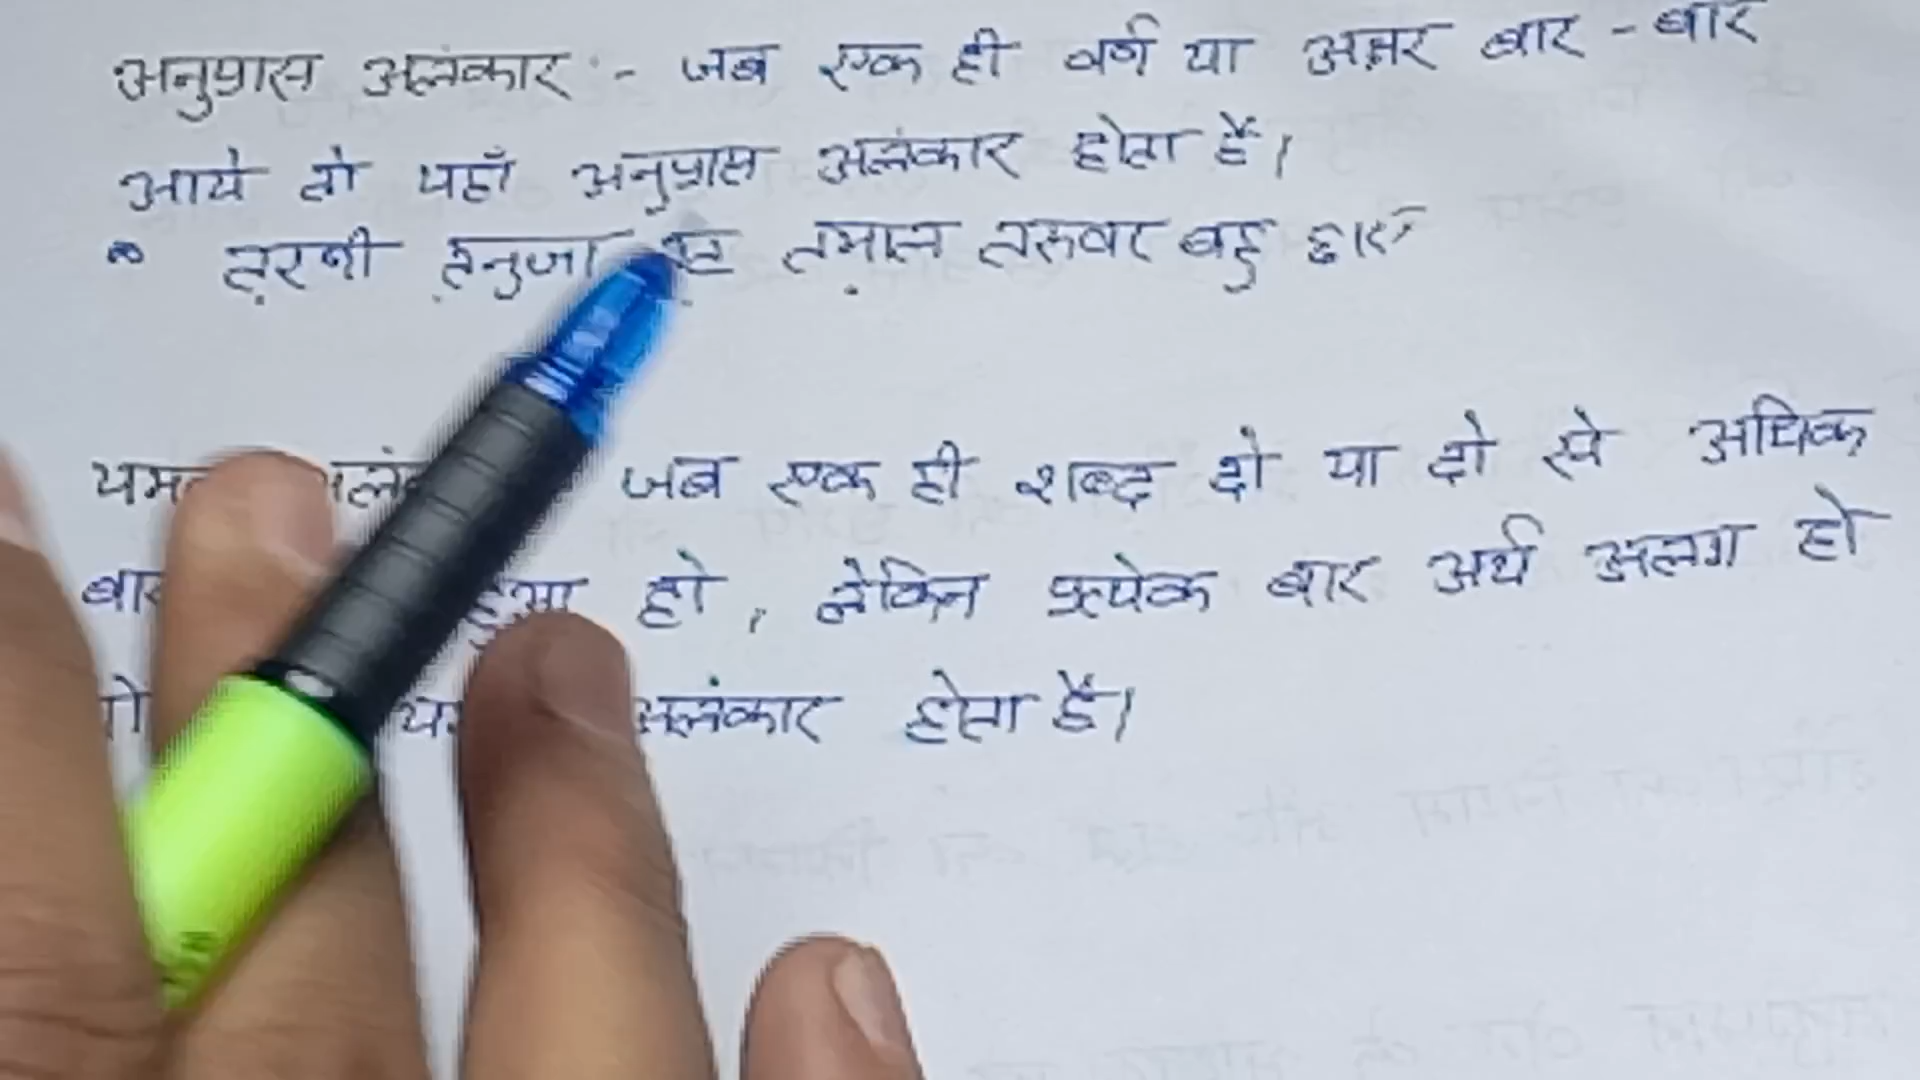 अनुप्रास अलंकार :- जब एक ही वर्ण या अक्षर बार - बार
आये तो यहाँ अनुप्रास अलंकार होता है।
तरनी तनुजा तट तमाल तरुवर बहु छाए
जब एक ही शब्द दो या दो से अधिक
हुआ हो, लेकिन प्रत्येक बार अर्थ अलग हो
अलंकार होता है।